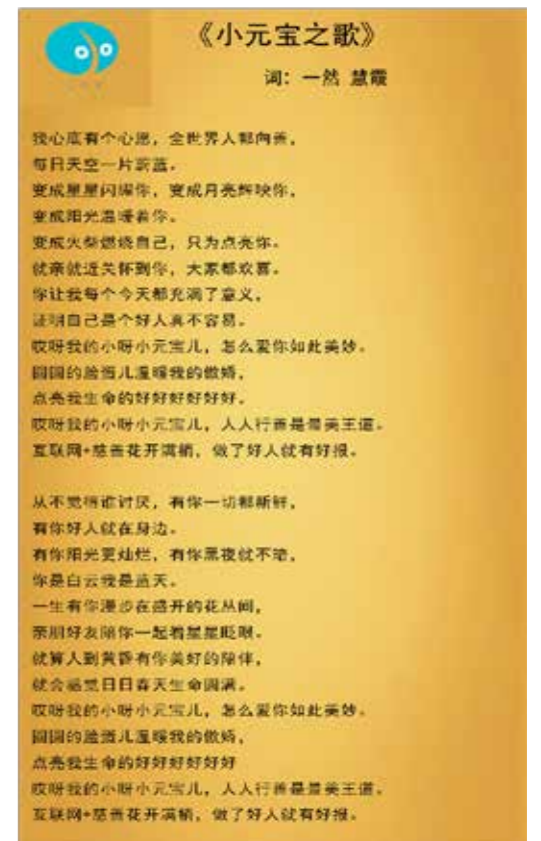 《小元宝之歌》
词：一然 慧霞
我心底有个心愿，全世界人都向善，
每日天空一片蔚蓝。
变成星星闪耀你，变成月亮辉映你，
变成阳光温暖着你。
变成火柴燃烧自己，只为点亮你。
就亲就近关怀到你，大家都欢喜。
你让我每个今天都充满了意义，
证明自己是个好人真不容易。
哎呀我的小呀小元宝儿，怎么爱你如此美妙。
圆圆的脸蛋儿温暖我的傲娇，
点亮我生命的好好好好好好。
哎呀我的小呀小元宝儿，人人行善是最美王道。
互联网+慈善花开满梢，做了好人就有好报。
从不觉得谁讨厌，有你一切都新鲜，
有你好人就在身边。
有你阳光更灿烂，有你黑夜就不暗，
你是白云我是蓝天。
一生有你漫步在盛开的花丛间，
亲朋好友陪你一起看星星眨眼。
就算人到黄昏有你美好的陪伴，
就会感觉日日春天生命圆满。
哎呀我的小呀小元宝儿，怎么爱你如此美妙。
圆圆的脸蛋儿温暖我的傲娇，
点亮我生命的好好好好好好
哎呀我的小呀小元宝儿，人人行善是最美王道。
互联网+慈善花开满梢，做了好人就有好报。